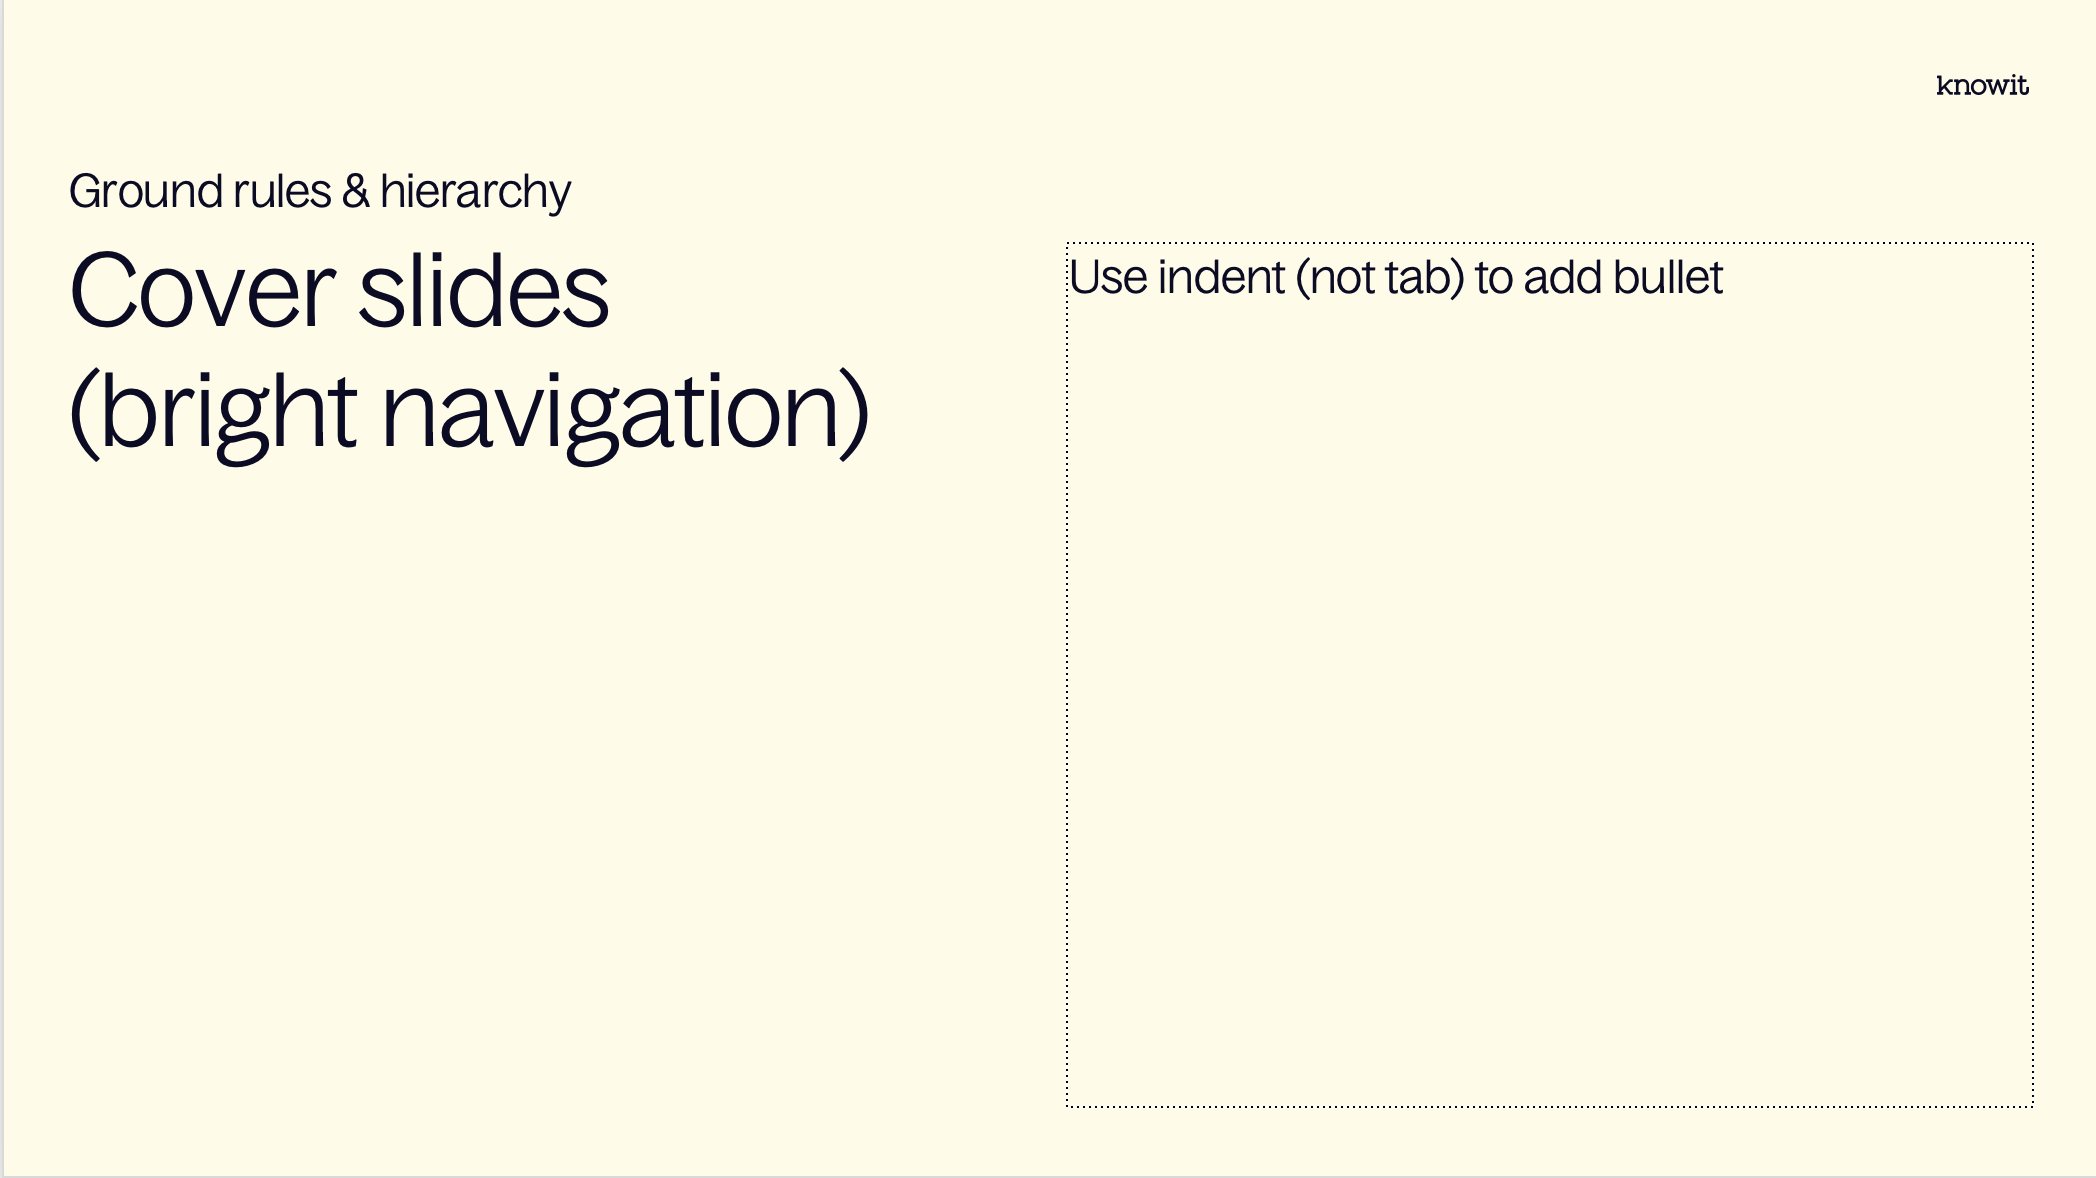 knowit
Ground rules & hierarchy
Cover slides
(bright navigation)
Use indent (not tab) to add bullet